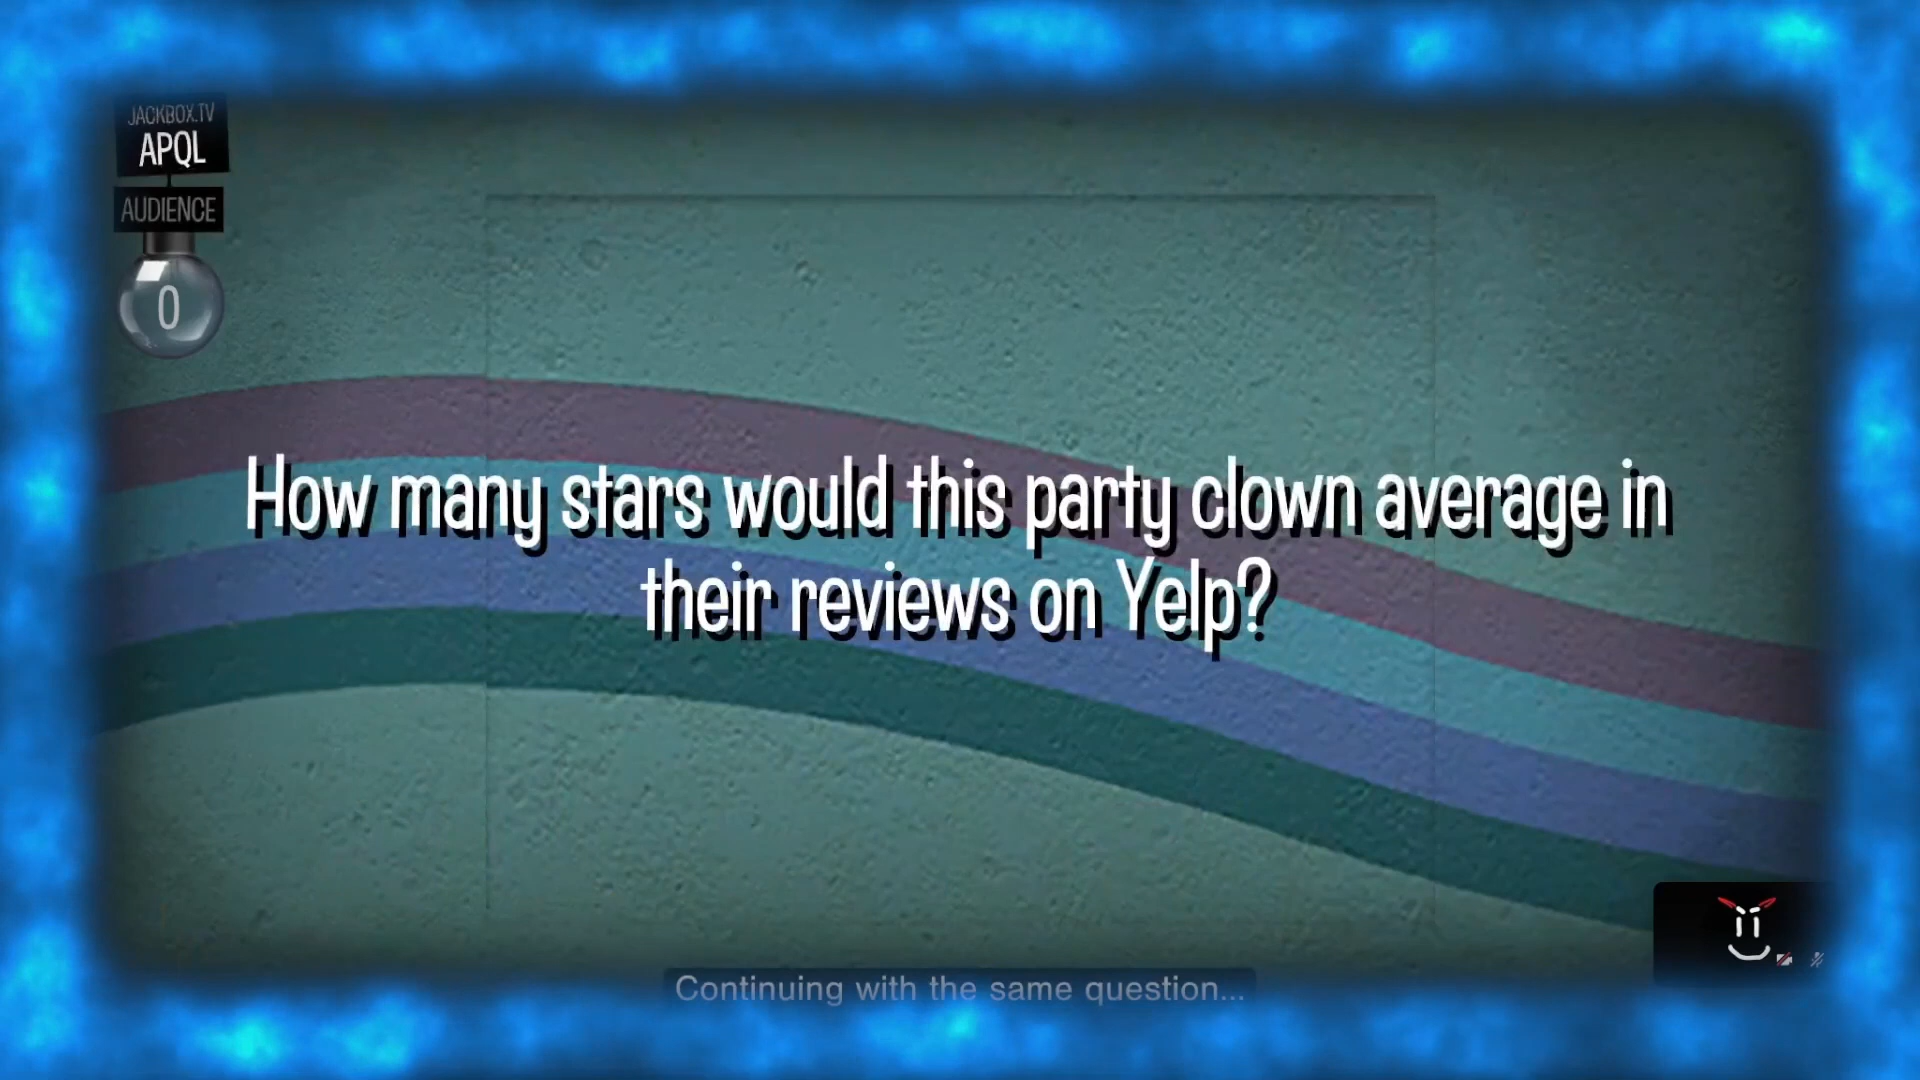 JACKBOX.TV
APQL
AUDIENCE
0
How many stars would this party clown average in
their reviews on Yelp?
Continuing with the same question...